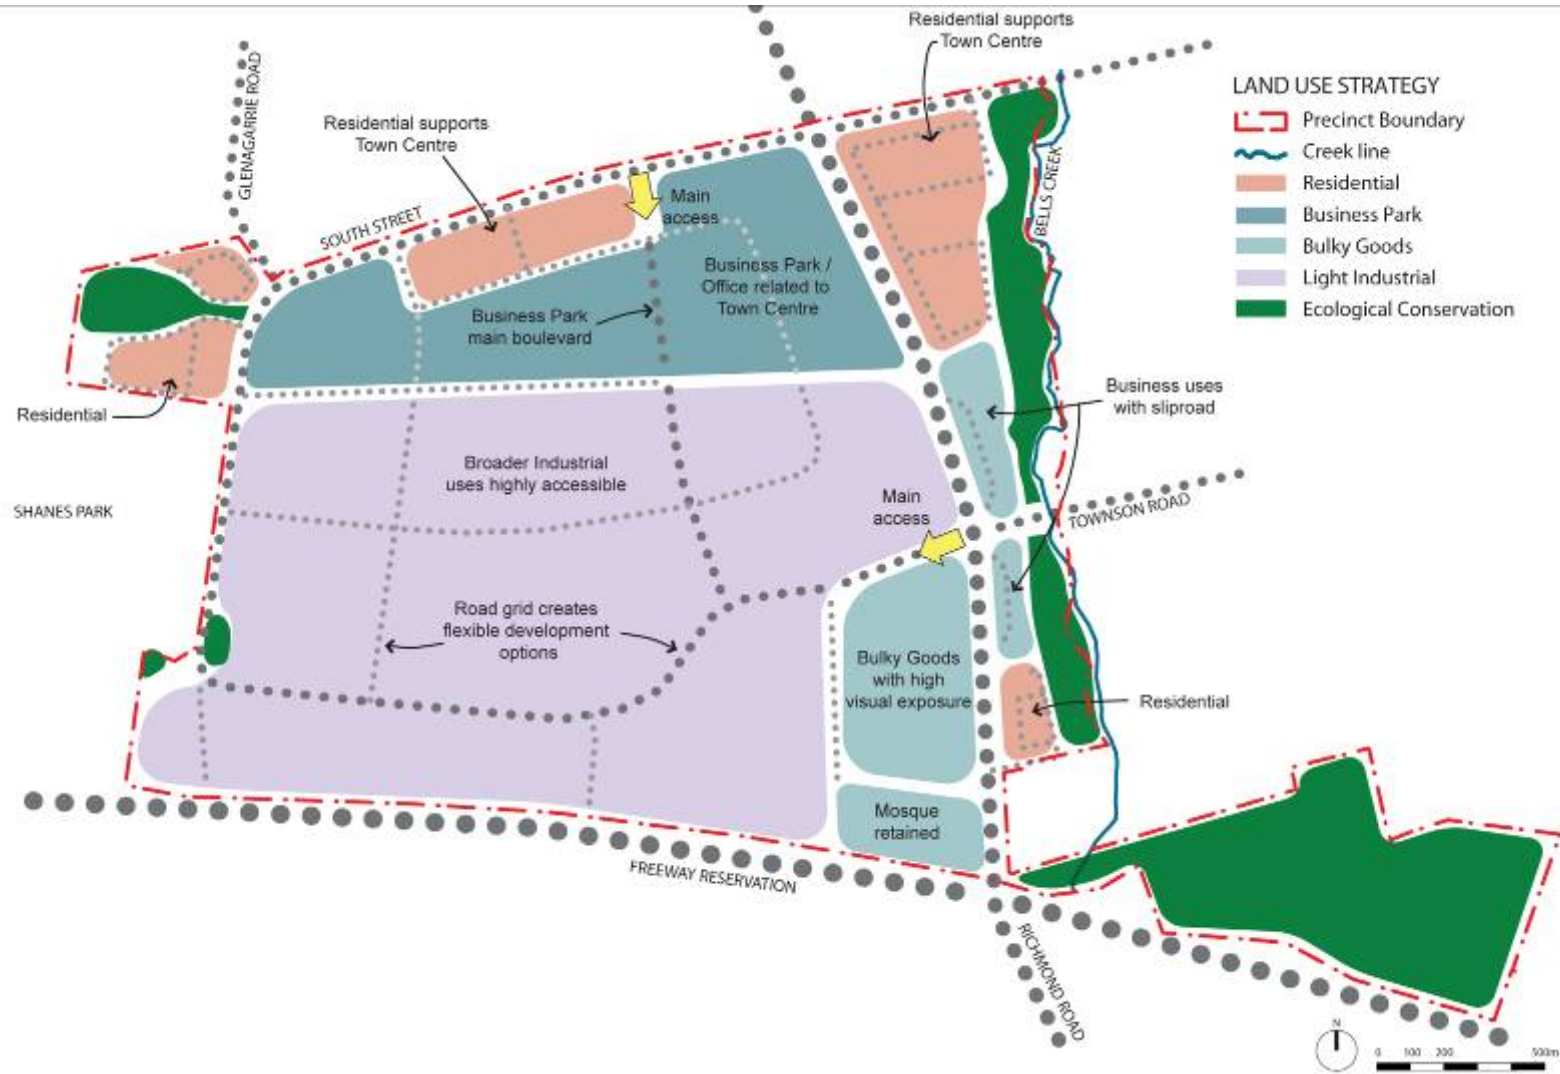 Residential supports
Town Centre
GLENAGARRIE ROAD
Residential supports
Town Centre
SOUTH STREET
Main
access
Business Park /
Office related to
Town Centre
Business Park
main boulevard
BELLS CREEK
LAND USE STRATEGY
Precinct Boundary
Creek line
Residential
Business Park
Bulky Goods
Light Industrial
Ecological Conservation
Residential
Business uses
with sliproad
Broader Industrial
uses highly accessible
Main
access
TOWNSON ROAD
SHANES PARK
Road grid creates
flexible development
options
Bulky Goods
with high
visual exposure
Residential
Mosque
retained
FREEWAY RESERVATION
RICHMOND ROAD
N
0 100 200 500m